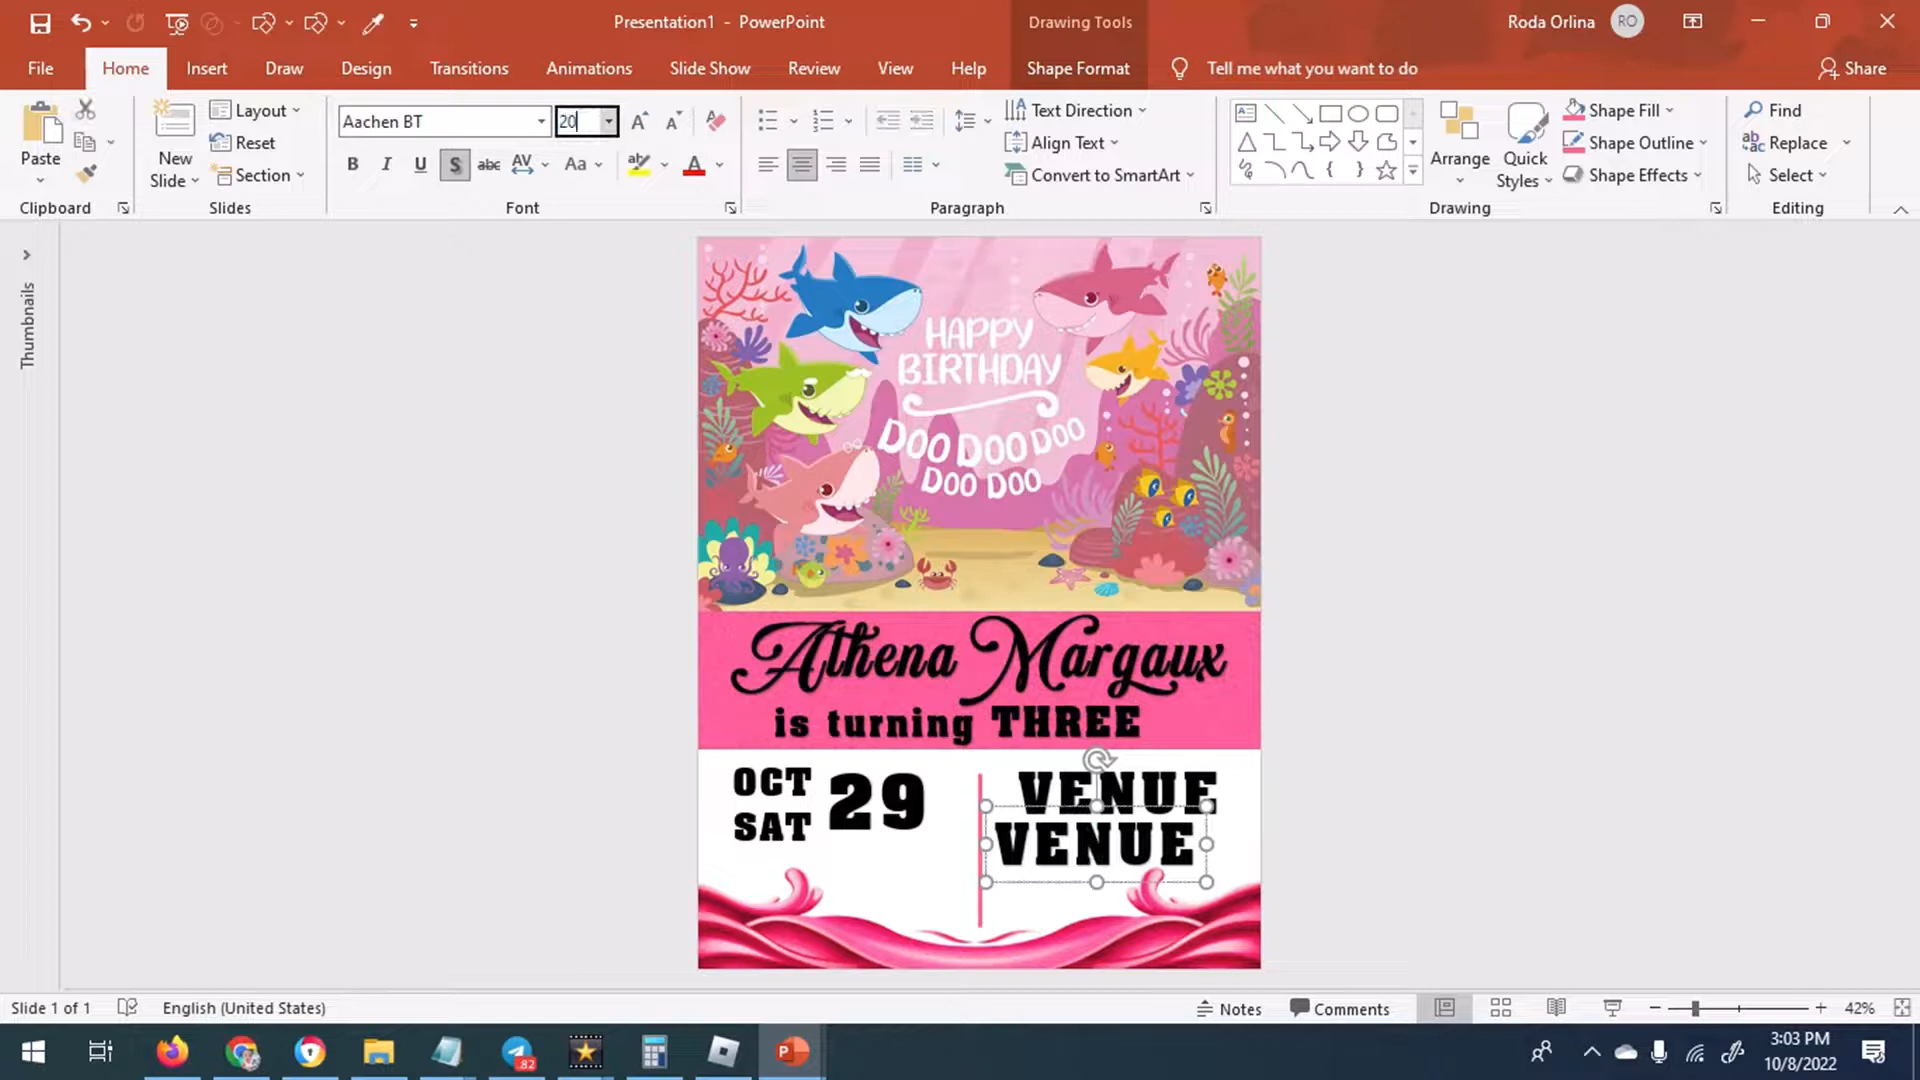 Presentation1 - PowerPoint
Drawing Tools
Roda Orlina
RO
File
Home
Insert
Draw
Design
Transitions
Animations
Slide Show
Review
View
Help
Shape Format
Tell me what you want to do
Share
Paste
Clipboard
New
Slide
Layout
Reset
Section
Slides
Aachen BT
20
B
I
U
S
abc
AV
Aa
A
Font
Text Direction
Align Text
Convert to SmartArt
Paragraph
Arrange
Quick
Styles
Shape Fill
Shape Outline
Shape Effects
Drawing
Find
Replace
Select
Editing
Thumbnails
HAPPY
BIRTHDAY
DOO DOO DOO
DOO DOO
Athena Margaux
is turning THREE
OCT
SAT
29
VENUE
VENUE
Slide 1 of 1
English (United States)
Notes
Comments
42%
82
3:03 PM
10/8/2022